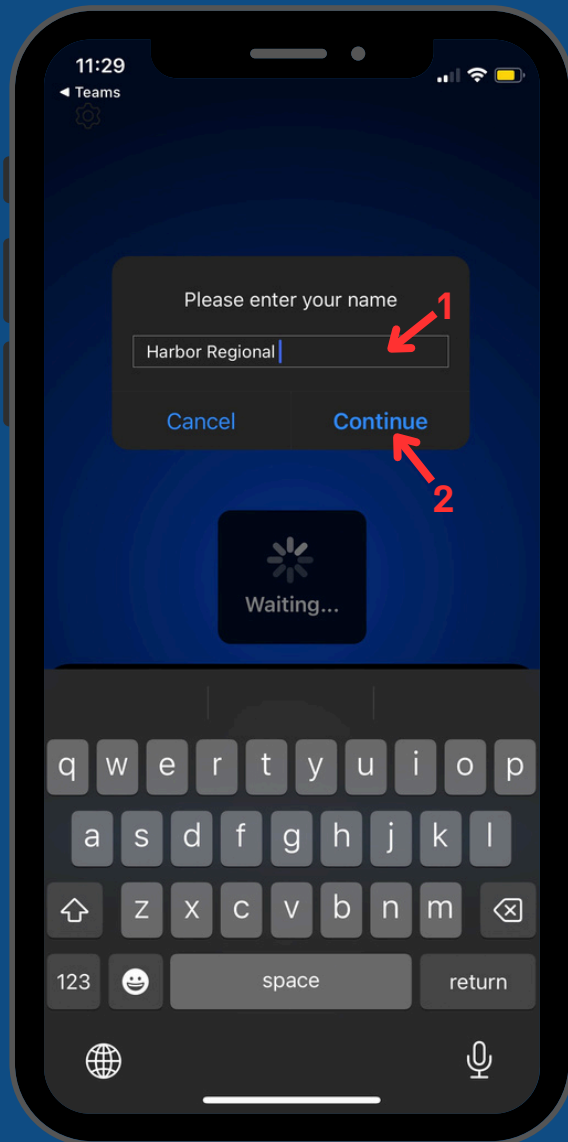 11:29
◀ Teams
Please enter your name
1
Harbor Regional
Cancel
Continue
2
Waiting...
q w e r t y u i o p
a s d f g h j k l
z x c v b n m
123
space
return